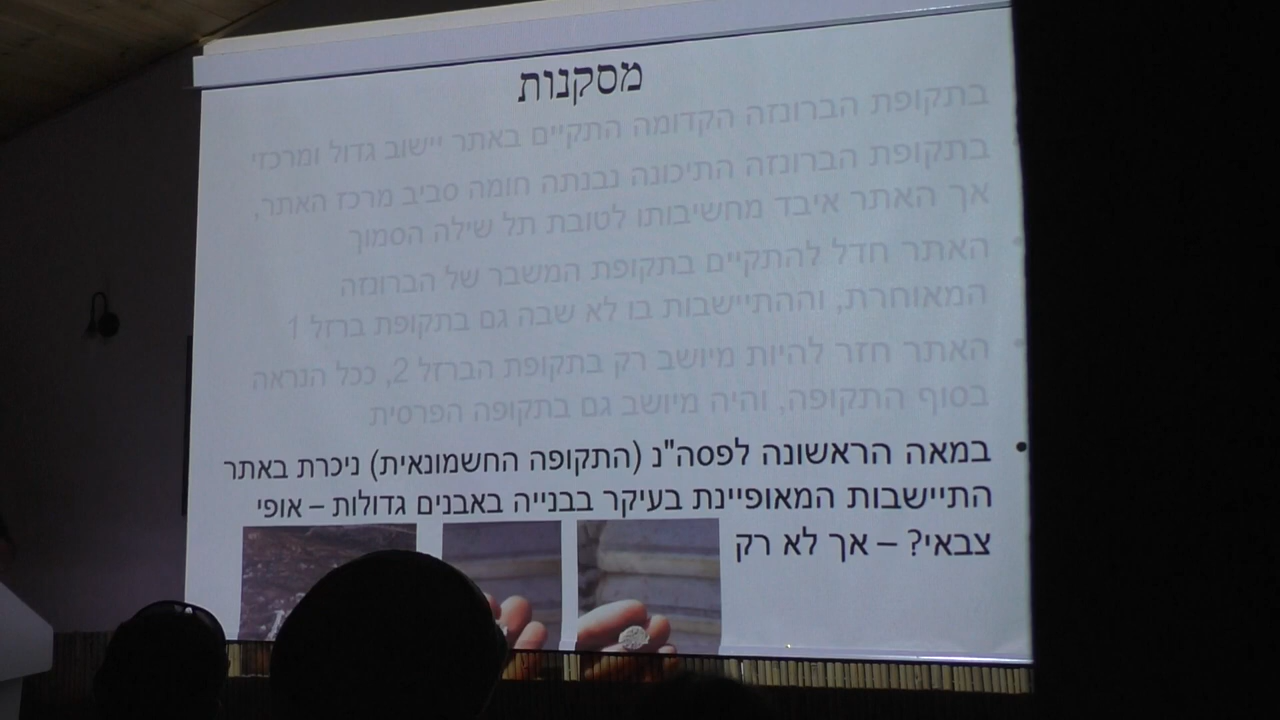 מסקנות
בתקופת הברונזה הקדומה התקיים באתר יישוב גדול ומרכזי
בתקופת הברונזה התיכונה נבנתה חומה סביב מרכז האתר,
אך האתר איבד מחשיבותו לטובת תל שילה הסמוך
האתר חדל להתקיים בתקופת המשבר של הברונזה
המאוחרת, וההתיישבות בו לא שבה גם בתקופת ברזל 1
האתר חזר להיות מיושב רק בתקופת הברזל 2, ככל הנראה
בסוף התקופה, והיה מיושב גם בתקופה הפרסית
• במאה הראשונה לפסה"נ (התקופה החשמונאית) ניכרת באתר
התיישבות המאופיינת בעיקר בבנייה באבנים גדולות – אופי
צבאי? – אך לא רק